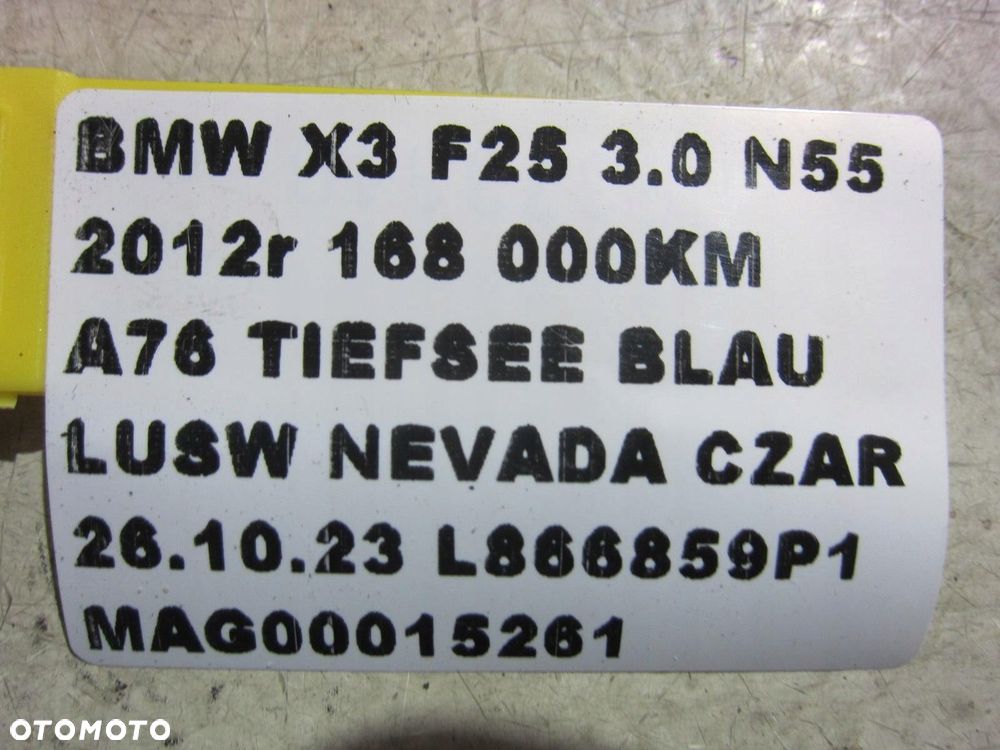 BMW X3 F25 3.0 N55
2012r 168 000KM
A76 TIEFSEE BLAU
LUSW NEVADA CZAR
26.10.23 L866859P1
MAG00015261
OTOMOTO